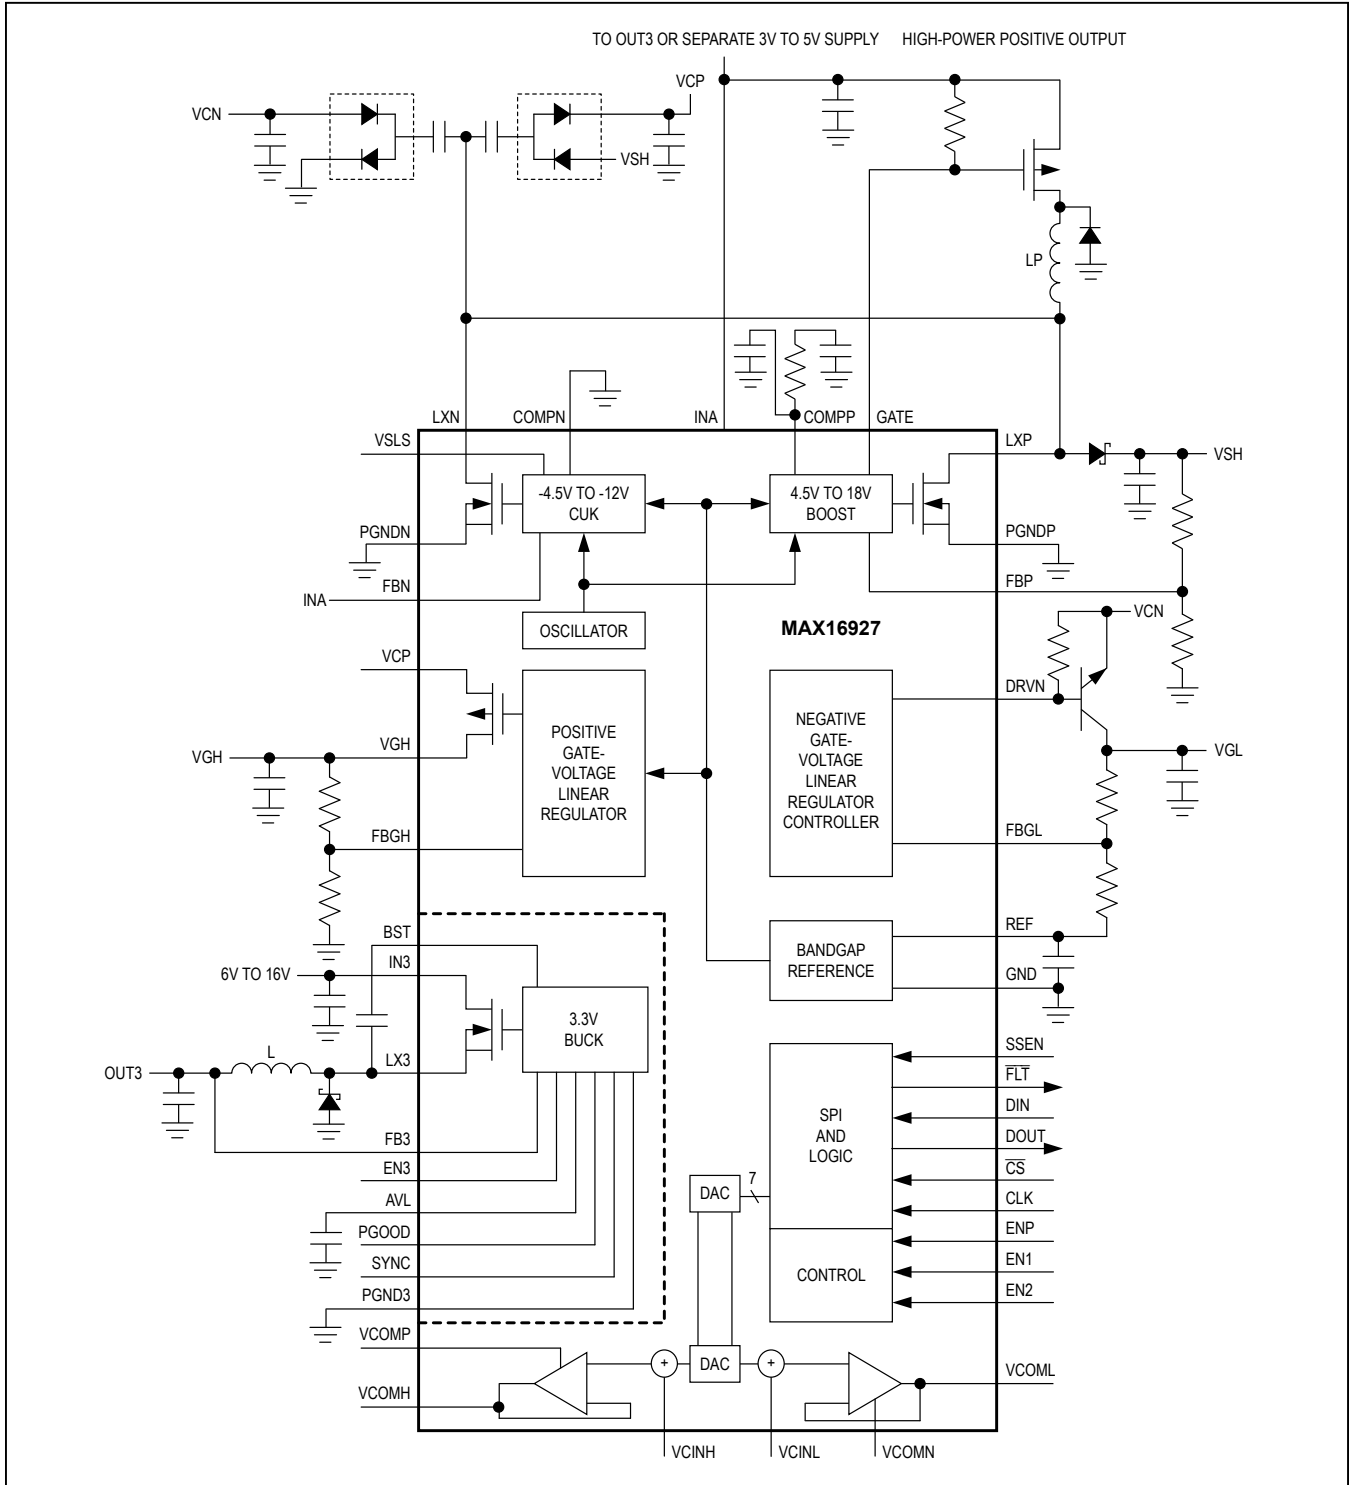 TO OUT3 OR SEPARATE 3V TO 5V SUPPLY
HIGH-POWER POSITIVE OUTPUT
VCN
VCP
VSH
LP
LXN
COMPN
INA
COMPP
GATE
LXP
VSLS
VSH
-4.5V TO -12V
CUK
4.5V TO 18V
BOOST
PGNDN
PGNDP
FBN
INA
FBP
OSCILLATOR
MAX16927
VCN
VCP
DRVN
POSITIVE
GATE-
VOLTAGE
LINEAR
REGULATOR
NEGATIVE
GATE-
VOLTAGE
LINEAR
REGULATOR
CONTROLLER
VGH
VGH
VGL
FBGH
FBGL
BST
REF
IN3
6V TO 16V
BANDGAP
REFERENCE
GND
3.3V
BUCK
L
LX3
OUT3
SSEN
FLT
DIN
DOUT
CS
CLK
ENP
EN1
EN2
SPI
AND
LOGIC
CONTROL
FB3
EN3
AVL
PGOOD
SYNC
PGND3
DAC
7
VCOMP
VCOMH
+
DAC
+
VCOML
VCINH
VCINL
VCOMN